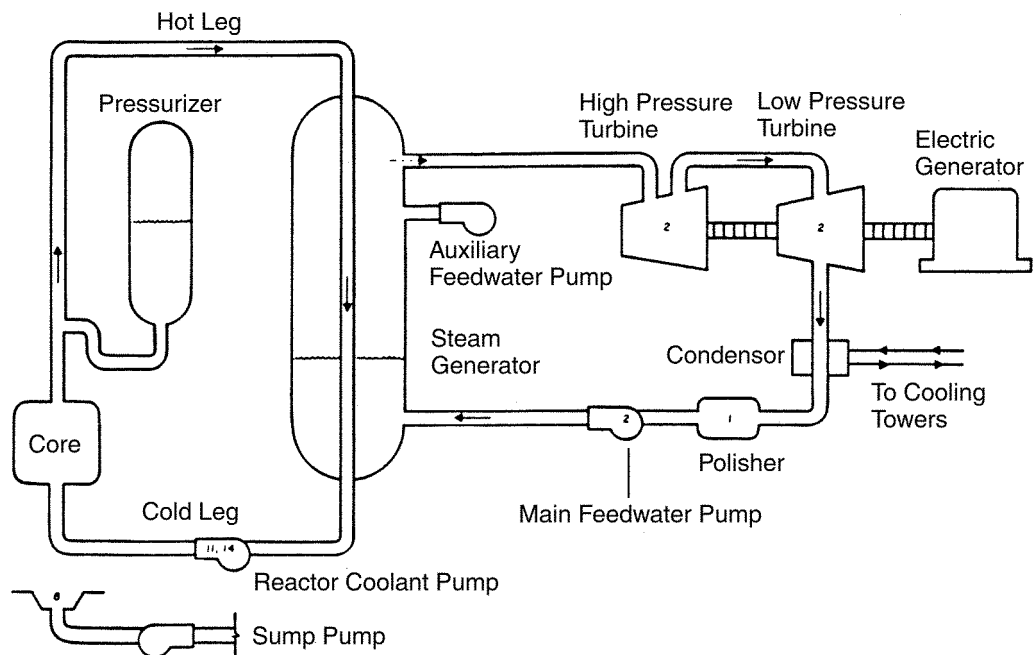 Hot Leg
Pressurizer
High Pressure
Turbine
Low Pressure
Turbine
Electric
Generator
2
2
Auxiliary
Feedwater Pump
Steam
Generator
Condensor
To Cooling
Towers
Core
2
1
Polisher
Main Feedwater Pump
Cold Leg
11, 14
Reactor Coolant Pump
8
Sump Pump